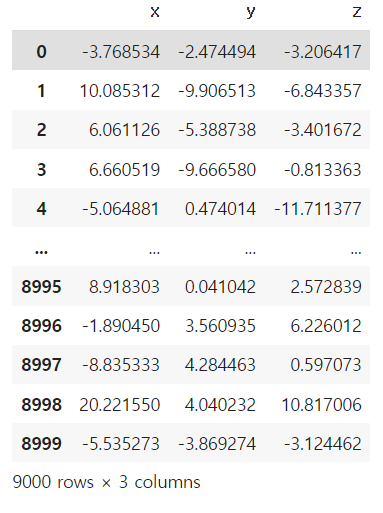 x y z
0 -3.768534 -2.474494 -3.206417
1 10.085312 -9.906513 -6.843357
2 6.061126 -5.388738 -3.401672
3 6.660519 -9.666580 -0.813363
4 -5.064881 0.474014 -11.711377
... ... ... ...
8995 8.918303 0.041042 2.572839
8996 -1.890450 3.560935 6.226012
8997 -8.835333 4.284463 0.597073
8998 20.221550 4.040232 10.817006
8999 -5.535273 -3.869274 -3.124462
9000 rows × 3 columns